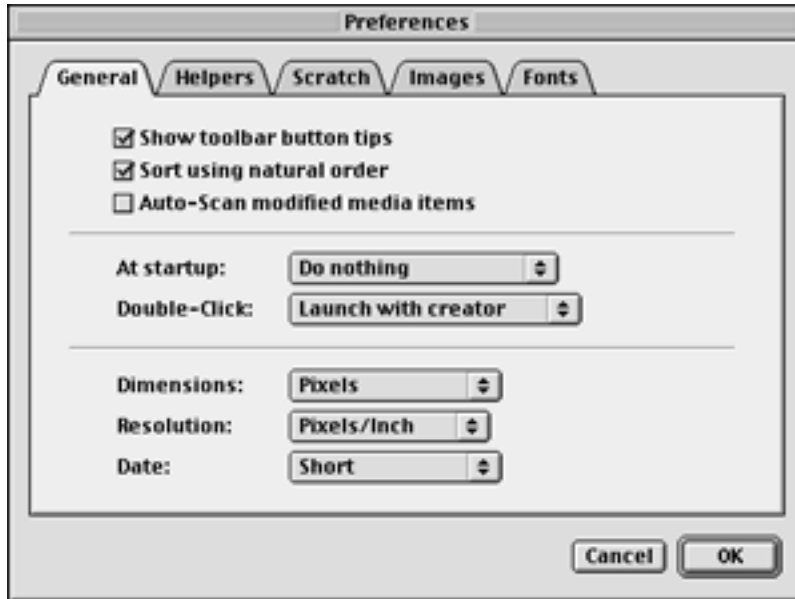 Preferences
General Helpers Scratch Images Fonts
Show toolbar button tips
Sort using natural order
Auto-Scan modified media items
At startup: Do nothing
Double-Click: Launch with creator
Dimensions: Pixels
Resolution: Pixels/Inch
Date: Short
Cancel OK